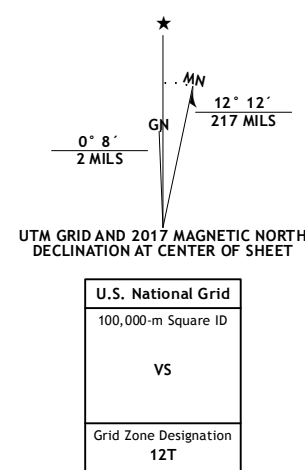 MN
GN
12° 12´
217 MILS
0° 8´
2 MILS
UTM GRID AND 2017 MAGNETIC NORTH
DECLINATION AT CENTER OF SHEET
U.S. National Grid
100,000-m Square ID
VS
Grid Zone Designation
12T